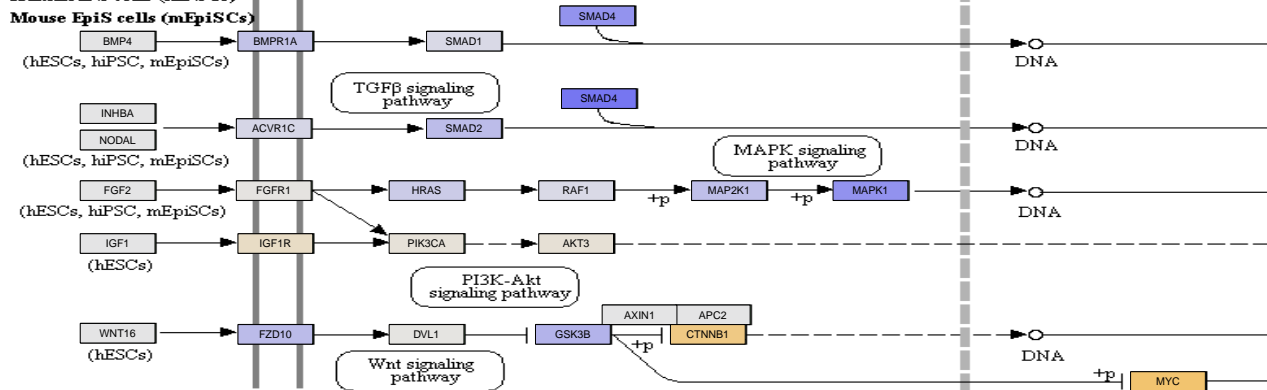 Mouse EpiS cells (mEpiSCs)
SMAD4
BMP4
BMPR1A
SMAD1
(hESCs, hiPSC, mEpiSCs)
DNA
TGFβ signaling
pathway
SMAD4
INHBA
ACVR1C
SMAD2
NODAL
(hESCs, hiPSC, mEpiSCs)
DNA
MAPK signaling
pathway
FGF2
FGFR1
HRAS
RAF1
+p
MAP2K1
+p
MAPK1
(hESCs, hiPSC, mEpiSCs)
DNA
IGF1
IGF1R
PIK3CA
AKT3
(hESCs)
PI3K-Akt
signaling pathway
AXIN1
APC2
WNT16
FZD10
DVL1
GSK3B
+p
CTNNB1
(hESCs)
DNA
Wnt signaling
pathway
+p
MYC